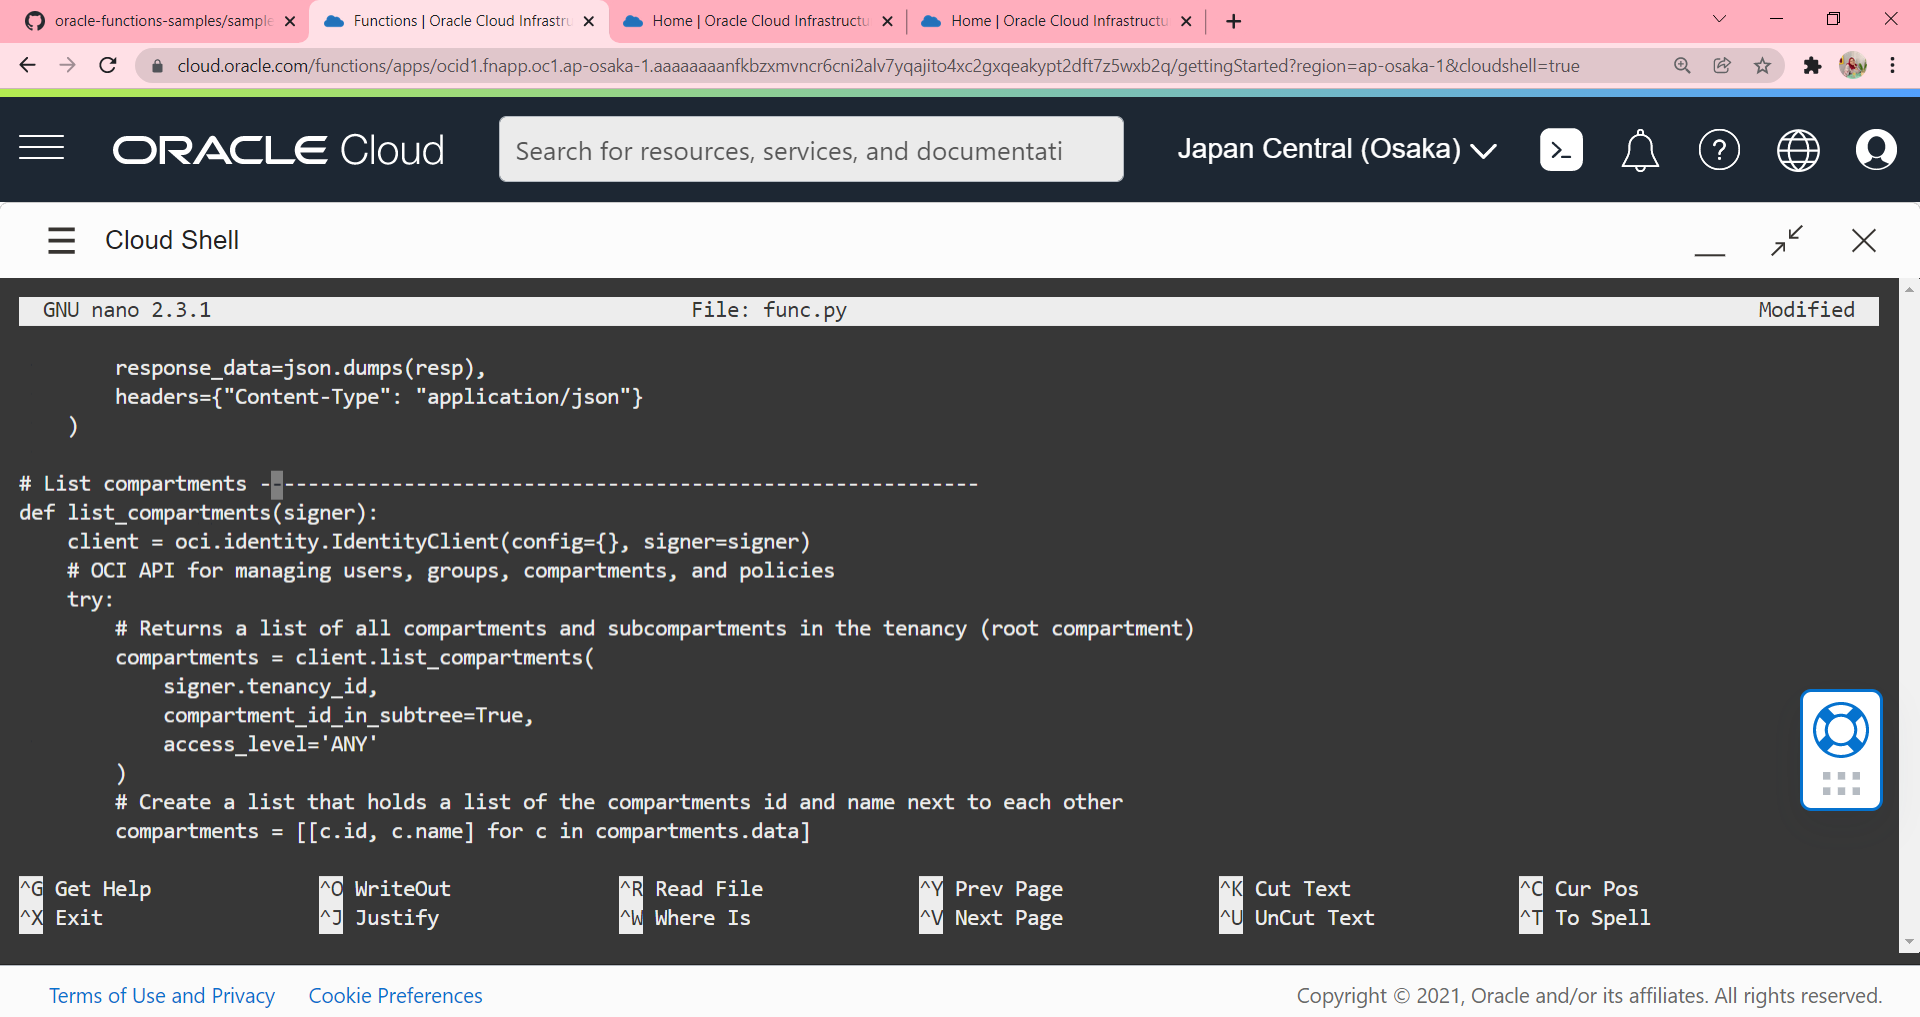 oracle-functions-samples/sample
Functions | Oracle Cloud Infrastru
Home | Oracle Cloud Infrastructu
Home | Oracle Cloud Infrastructu
cloud.oracle.com/functions/apps/ocid1.fnapp.oc1.ap-osaka-1.aaaaaaaanfkbzxmvncr6cni2alv7yqajito4xc2gxqeakypt2dft7z5wxb2q/gettingStarted?region=ap-osaka-1&cloudshell=true
ORACLE Cloud
Search for resources, services, and documentati
Japan Central (Osaka)
Cloud Shell
GNU nano 2.3.1 File: func.py Modified
response_data=json.dumps(resp),
headers={"Content-Type": "application/json"}
)
# List compartments ------------------------------------------------------------
def list_compartments(signer):
client = oci.identity.IdentityClient(config={}, signer=signer)
# OCI API for managing users, groups, compartments, and policies
try:
# Returns a list of all compartments and subcompartments in the tenancy (root compartment)
compartments = client.list_compartments(
signer.tenancy_id,
compartment_id_in_subtree=True,
access_level='ANY'
)
# Create a list that holds a list of the compartments id and name next to each other
compartments = [[c.id, c.name] for c in compartments.data]
^G Get Help ^O WriteOut ^R Read File ^Y Prev Page ^K Cut Text ^C Cur Pos
^X Exit ^J Justify ^W Where Is ^V Next Page ^U UnCut Text ^T To Spell
Terms of Use and Privacy Cookie Preferences Copyright © 2021, Oracle and/or its affiliates. All rights reserved.